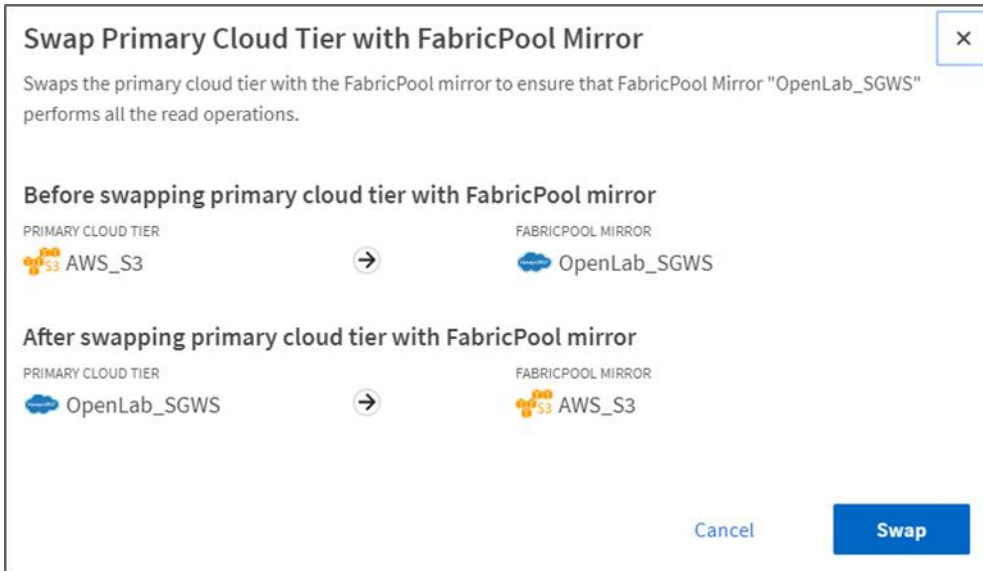 Swap Primary Cloud Tier with FabricPool Mirror
Swaps the primary cloud tier with the FabricPool mirror to ensure that FabricPool Mirror "OpenLab_SGWS"
performs all the read operations.
Before swapping primary cloud tier with FabricPool mirror
PRIMARY CLOUD TIER FABRICPOOL MIRROR
S3 AWS_S3 OpenLab_SGWS
After swapping primary cloud tier with FabricPool mirror
PRIMARY CLOUD TIER FABRICPOOL MIRROR
OpenLab_SGWS S3 AWS_S3
Cancel Swap